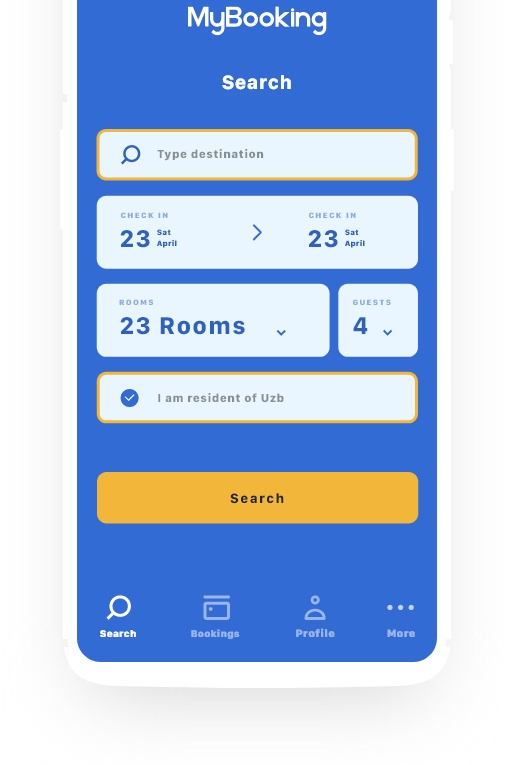 MyBooking
Search
Type destination
CHECK IN
23 Sat April
CHECK IN
23 Sat April
ROOMS
23 Rooms
GUESTS
4
I am resident of Uzb
Search
Search Bookings Profile More